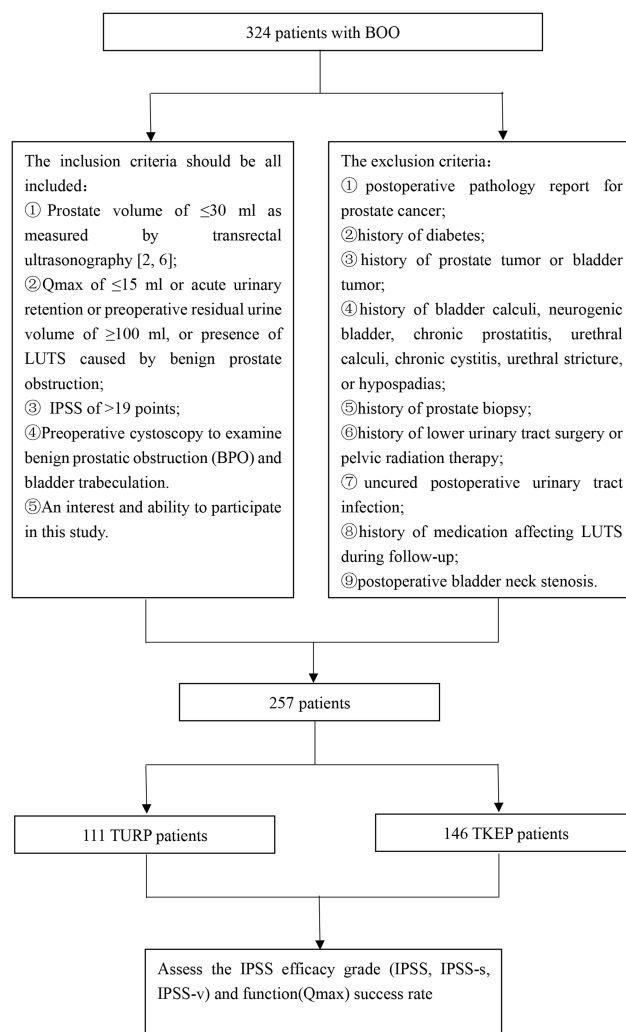 324 patients with BOO
The inclusion criteria should be all
included：
① Prostate volume of ≤30 ml as
measured by transrectal
ultrasonography [2, 6];
②Qmax of ≤15 ml or acute urinary
retention or preoperative residual urine
volume of ≥100 ml, or presence of
LUTS caused by benign prostate
obstruction;
③ IPSS of >19 points;
④Preoperative cystoscopy to examine
benign prostatic obstruction (BPO) and
bladder trabeculation.
⑤An interest and ability to participate
in this study.
The exclusion criteria：
① postoperative pathology report for
prostate cancer;
②history of diabetes;
③ history of prostate tumor or bladder
tumor;
④ history of bladder calculi, neurogenic
bladder, chronic prostatitis, urethral
calculi, chronic cystitis, urethral stricture,
or hypospadias;
⑤history of prostate biopsy;
⑥ history of lower urinary tract surgery or
pelvic radiation therapy;
⑦ uncured postoperative urinary tract
infection;
⑧ history of medication affecting LUTS
during follow-up;
⑨postoperative bladder neck stenosis.
257 patients
111 TURP patients
146 TKEP patients
Assess the IPSS efficacy grade (IPSS, IPSS-s,
IPSS-v) and function(Qmax) success rate